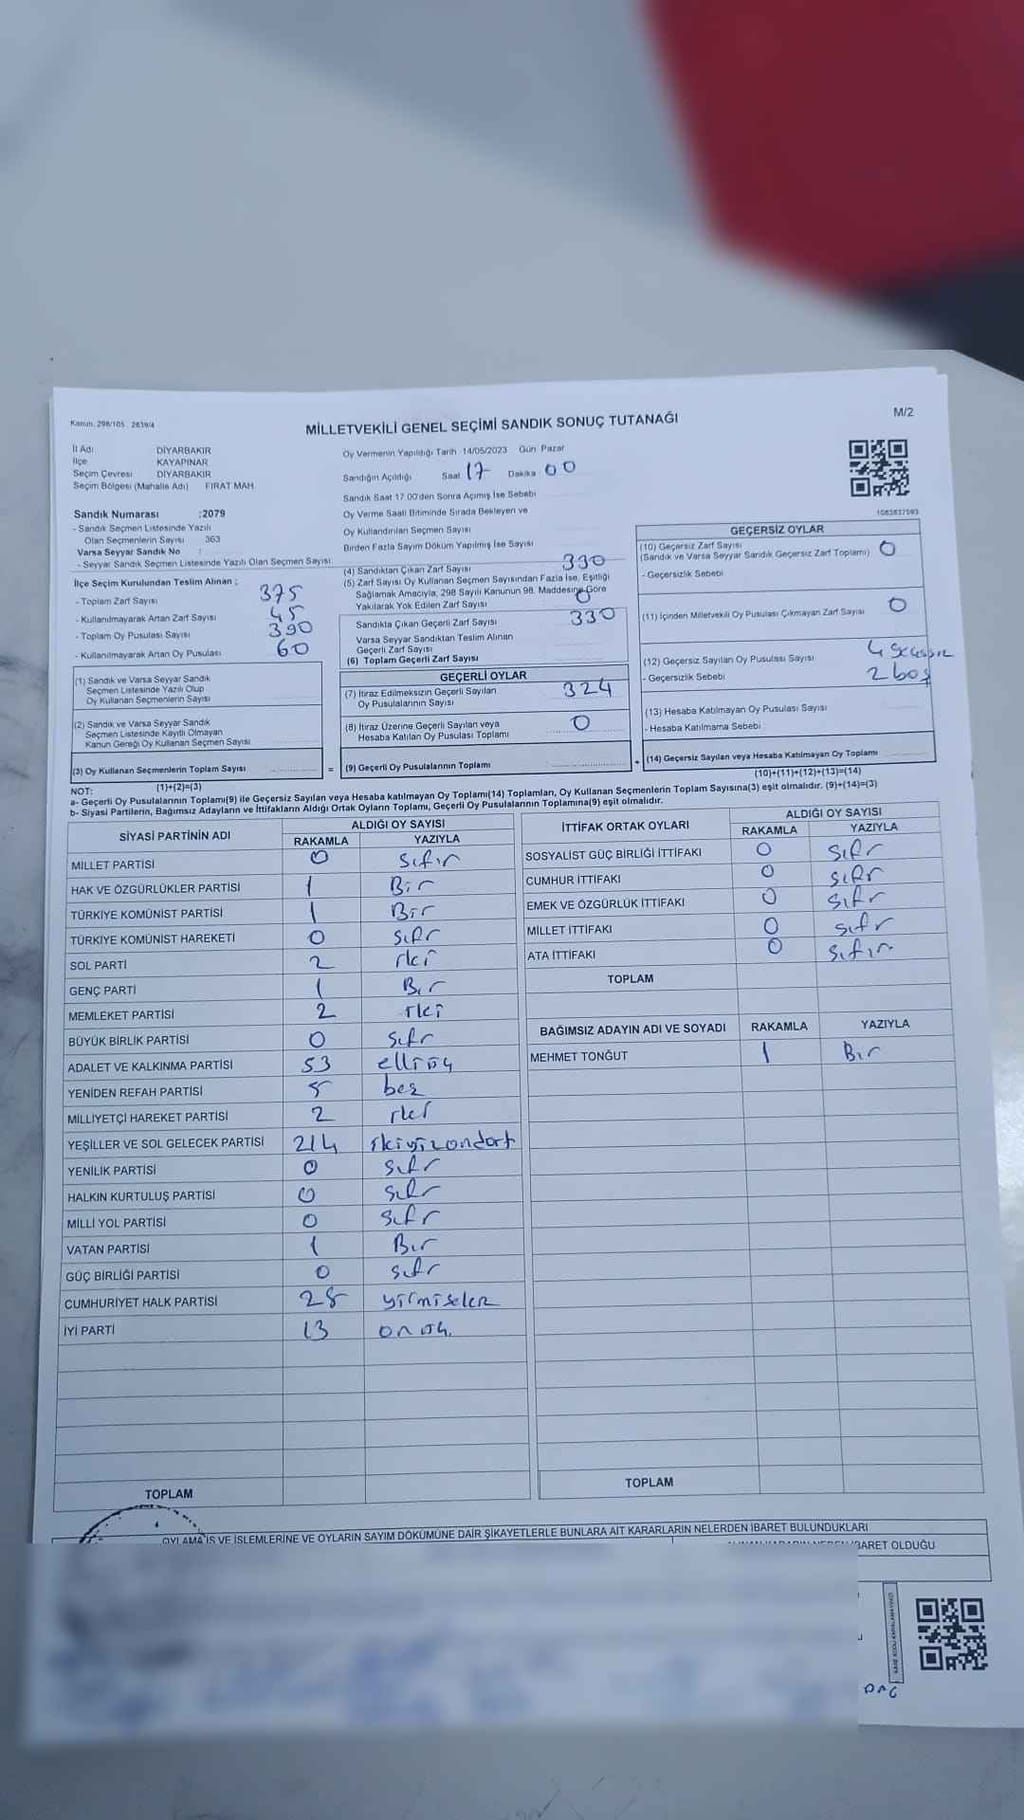 Kanun: 298/105 , 2839/4
M/2
MİLLETVEKİLİ GENEL SEÇİMİ SANDIK SONUÇ TUTANAĞI
İl Adı DİYARBAKIR
İlçe KAYAPINAR
Seçim Çevresi DİYARBAKIR
Seçim Bölgesi (Mahalle Adı) FIRAT MAH.
Oy Vermenin Yapıldığı Tarih 14/05/2023 Gün Pazar
Sandığın Açıldığı Saat 17 Dakika 00
Sandık Saat 17.00'den Sonra Açımış İse Sebebi
Oy Verme Saati Bitiminde Sırada Bekleyen ve
Oy Kullandırılan Seçmen Sayısı
Birden Fazla Sayım Döküm Yapılmış İse Sayısı
1083837593
Sandık Numarası :2079
- Sandık Seçmen Listesinde Yazılı
Olan Seçmenlerin Sayısı 363
Varsa Seyyar Sandık No :
- Seyyar Sandık Seçmen Listesinde Yazılı Olan Seçmen Sayısı:
İlçe Seçim Kurulundan Teslim Alınan ;
- Toplam Zarf Sayısı 375
- Kullanılmayarak Artan Zarf Sayısı 45
- Toplam Oy Pusulası Sayısı 390
- Kullanılmayarak Artan Oy Pusulası 60
(1) Sandık ve Varsa Seyyar Sandık
Seçmen Listesinde Yazılı Olup
Oy Kullanan Seçmenlerin Sayısı
(2) Sandık ve Varsa Seyyar Sandık
Seçmen Listesinde Kayıtlı Olmayan
Kanun Gereği Oy Kullanan Seçmen Sayısı
(3) Oy Kullanan Seçmenlerin Toplam Sayısı =
(1)+(2)=(3)
(4) Sandıktan Çıkan Zarf Sayısı 330
(5) Zarf Sayısı Oy Kullanan Seçmen Sayısından Fazla İse, Eşitliği
Sağlamak Amacıyla, 298 Sayılı Kanunun 98. Maddesine Göre
Yakılarak Yok Edilen Zarf Sayısı 0
Sandıkta Çıkan Geçerli Zarf Sayısı 330
Varsa Seyyar Sandıktan Teslim Alınan
Geçerli Zarf Sayısı
(6) Toplam Geçerli Zarf Sayısı
GEÇERLİ OYLAR
(7) İtiraz Edilmeksizin Geçerli Sayılan
Oy Pusulalarının Sayısı 324
(8) İtiraz Üzerine Geçerli Sayılan veya
Hesaba Katılan Oy Pusulası Toplamı 0
(9) Geçerli Oy Pusulalarının Toplamı +
GEÇERSİZ OYLAR
(10) Geçersiz Zarf Sayısı
(Sandık ve Varsa Seyyar Sandık Geçersiz Zarf Toplamı) 0
- Geçersizlik Sebebi
(11) İçinden Milletvekili Oy Pusulası Çıkmayan Zarf Sayısı 0
(12) Geçersiz Sayılan Oy Pusulası Sayısı 4
- Geçersizlik Sebebi 2 boş
(13) Hesaba Katılmayan Oy Pusulası Sayısı
- Hesaba Katılmama Sebebi
(14) Geçersiz Sayılan veya Hesaba Katılmayan Oy Toplamı
(10)+(11)+(12)+(13)=(14)
NOT:
a- Geçerli Oy Pusulalarının Toplamı(9) ile Geçersiz Sayılan veya Hesaba katılmayan Oy Toplamı(14) Toplamları, Oy Kullanan Seçmenlerin Toplam Sayısına(3) eşit olmalıdır. (9)+(14)=(3)
b- Siyasi Partilerin, Bağımsız Adayların ve İttifakların Aldığı Ortak Oyların Toplamı, Geçerli Oy Pusulalarının Toplamına(9) eşit olmalıdır.
SİYASİ PARTİNİN ADI ALDIĞI OY SAYISI
RAKAMLA YAZIYLA
MİLLET PARTİSİ 0 sıfır
HAK VE ÖZGÜRLÜKLER PARTİSİ 1 Bir
TÜRKİYE KOMÜNİST PARTİSİ 1 Bir
TÜRKİYE KOMÜNİST HAREKETİ 0 sıfır
SOL PARTİ 2 iki
GENÇ PARTİ 1 Bir
MEMLEKET PARTİSİ 2 iki
BÜYÜK BİRLİK PARTİSİ 0 sıfır
ADALET VE KALKINMA PARTİSİ 53 elliüç
YENİDEN REFAH PARTİSİ 5 beş
MİLLİYETÇİ HAREKET PARTİSİ 2 iki
YEŞİLLER VE SOL GELECEK PARTİSİ 214 ikiyüzondört
YENİLİK PARTİSİ 0 sıfır
HALKIN KURTULUŞ PARTİSİ 0 sıfır
MİLLİ YOL PARTİSİ 0 sıfır
VATAN PARTİSİ 1 Bir
GÜÇ BİRLİĞİ PARTİSİ 0 sıfır
CUMHURİYET HALK PARTİSİ 28 yirmisekiz
İYİ PARTİ 13 onüç
TOPLAM
İTTİFAK ORTAK OYLARI ALDIĞI OY SAYISI
RAKAMLA YAZIYLA
SOSYALİST GÜÇ BİRLİĞİ İTTİFAKI 0 sıfır
CUMHUR İTTİFAKI 0 sıfır
EMEK VE ÖZGÜRLÜK İTTİFAKI 0 sıfır
MİLLET İTTİFAKI 0 sıfır
ATA İTTİFAKI 0 sıfır
TOPLAM
BAĞIMSIZ ADAYIN ADI VE SOYADI RAKAMLA YAZIYLA
MEHMET TONĞUT 1 Bir
TOPLAM
OYLAMA İŞ VE İŞLEMLERİNE VE OYLARIN SAYIM DÖKÜMÜNE DAİR ŞİKAYETLERLE BUNLARA AİT KARARLARIN NELERDEN İBARET BULUNDUKLARI
OLDUĞU